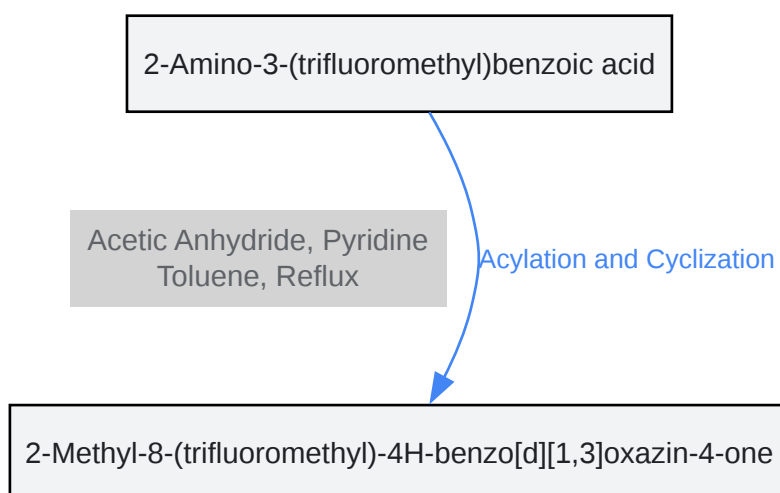 2-Amino-3-(trifluoromethyl)benzoic acid
Acetic Anhydride, Pyridine
Toluene, Reflux
Acylation and Cyclization
2-Methyl-8-(trifluoromethyl)-4H-benzo[d][1,3]oxazin-4-one